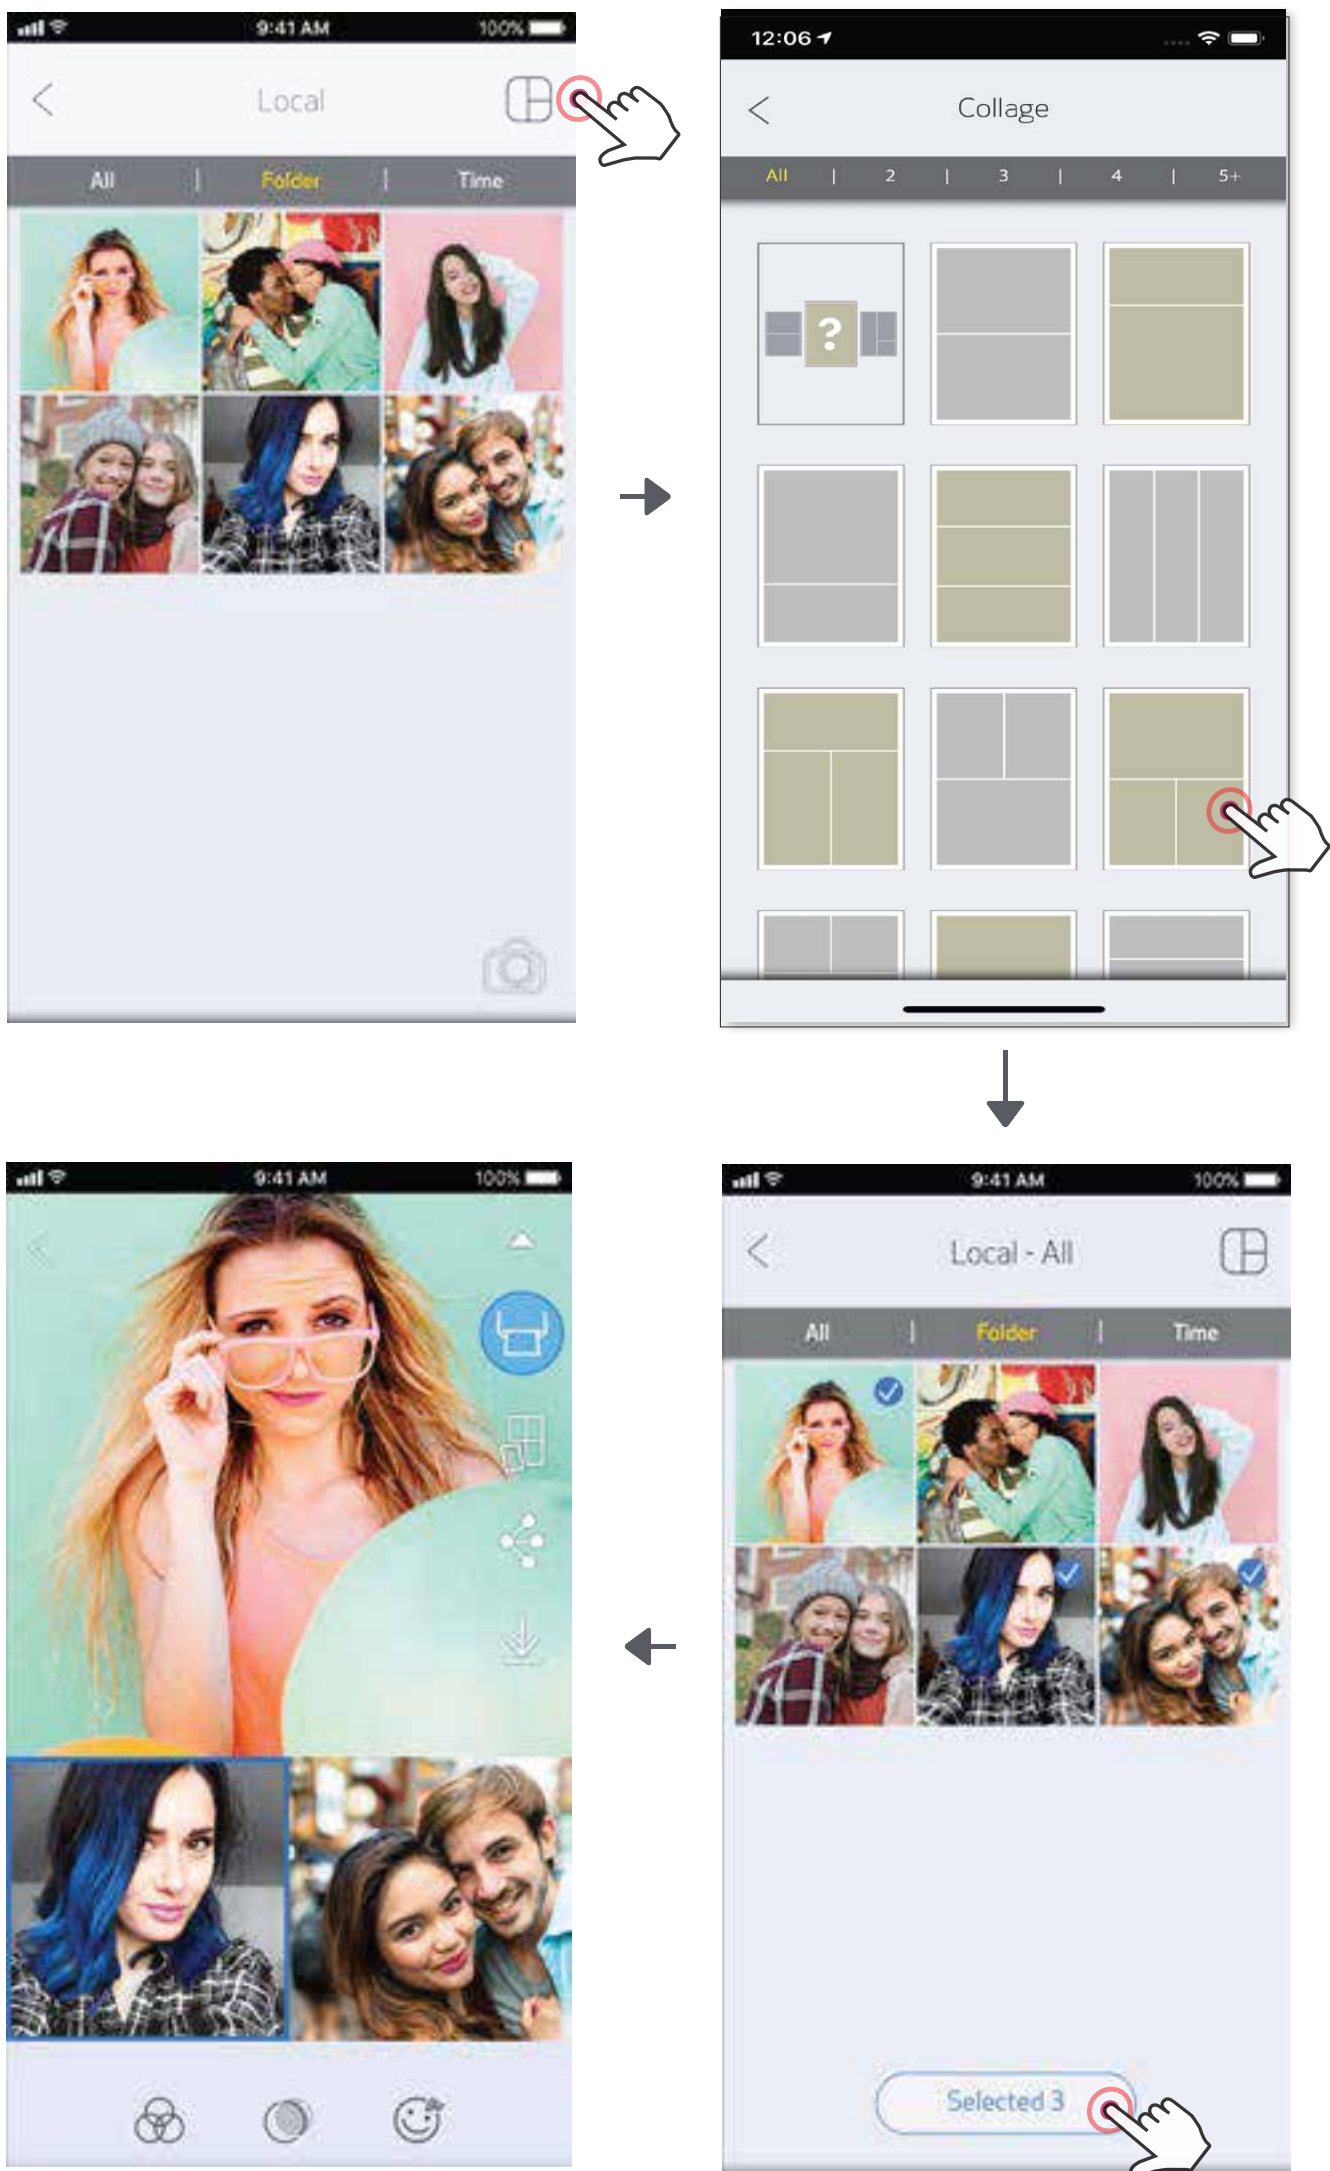 9:41 AM 100%
Local
All | Folder | Time
12:06
Collage
All | 2 | 3 | 4 | 5+
?
9:41 AM 100%
9:41 AM 100%
Local - All
All | Folder | Time
Selected 3